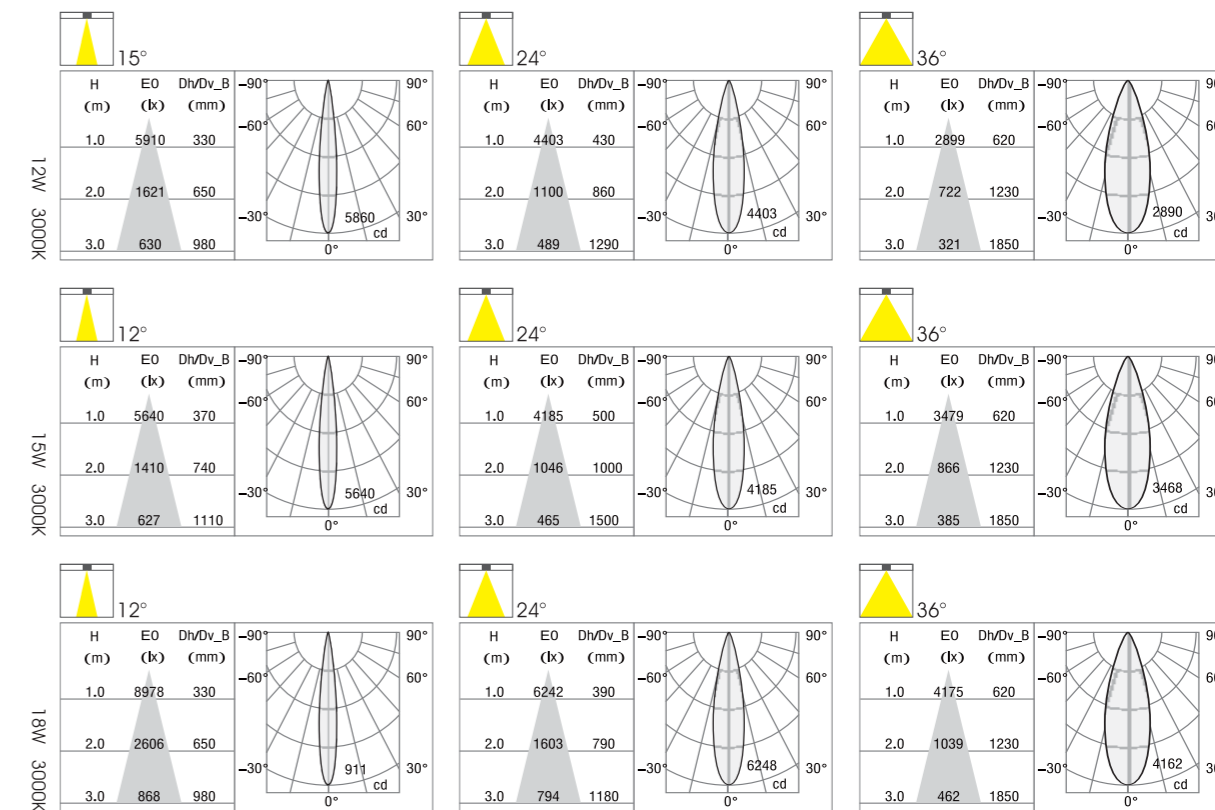 15°
H E0 Dh/Dv_B
(m) (lx) (mm)
1.0 5910 330
2.0 1621 650
3.0 630 980
–90° 90°
–60° 60°
–30° 30°
5860
cd
0°
24°
H E0 Dh/Dv_B
(m) (lx) (mm)
1.0 4403 430
2.0 1100 860
3.0 489 1290
–90° 90°
–60° 60°
–30° 30°
4403
cd
0°
36°
H E0 Dh/Dv_B
(m) (lx) (mm)
1.0 2899 620
2.0 722 1230
3.0 321 1850
–90°
–60°
–30°
2890
cd
0°
12W 3000K
12°
H E0 Dh/Dv_B
(m) (lx) (mm)
1.0 5640 370
2.0 1410 740
3.0 627 1110
–90° 90°
–60° 60°
–30° 30°
5640
cd
0°
24°
H E0 Dh/Dv_B
(m) (lx) (mm)
1.0 4185 500
2.0 1046 1000
3.0 465 1500
–90° 90°
–60° 60°
–30° 30°
4185
cd
0°
36°
H E0 Dh/Dv_B
(m) (lx) (mm)
1.0 3479 620
2.0 866 1230
3.0 385 1850
–90°
–60°
–30°
3468
cd
0°
15W 3000K
12°
H E0 Dh/Dv_B
(m) (lx) (mm)
1.0 8978 330
2.0 2606 650
3.0 868 980
–90° 90°
–60° 60°
–30° 30°
911
cd
0°
24°
H E0 Dh/Dv_B
(m) (lx) (mm)
1.0 6242 390
2.0 1603 790
3.0 794 1180
–90° 90°
–60° 60°
–30° 30°
6248
cd
0°
36°
H E0 Dh/Dv_B
(m) (lx) (mm)
1.0 4175 620
2.0 1039 1230
3.0 462 1850
–90°
–60°
–30°
4162
cd
0°
18W 3000K